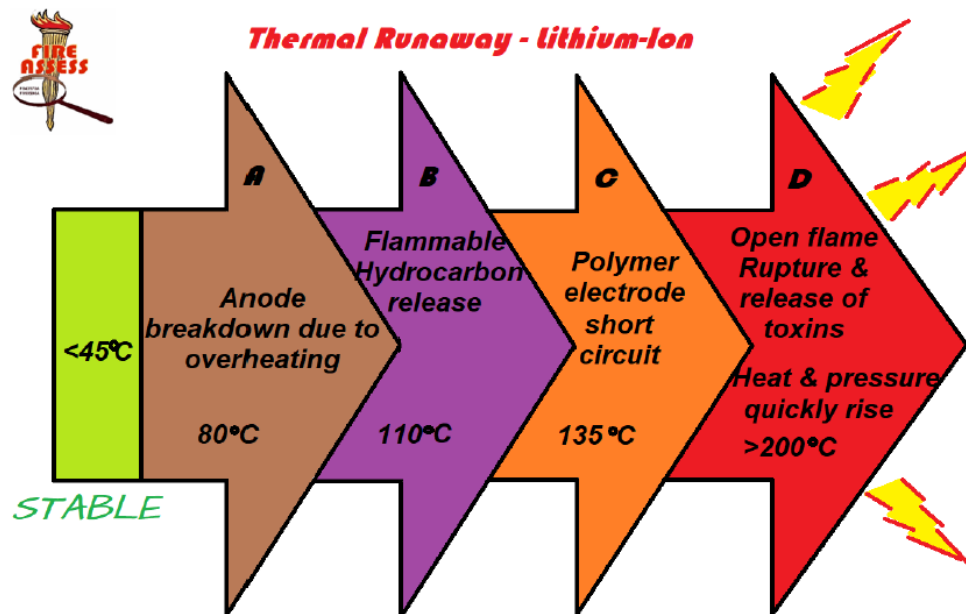 FIRE
ASSESS
Thermal Runaway - Lithium-Ion
A
B
C
D
<45°C
STABLE
Anode
breakdown due to
overheating
80°C
Flammable
Hydrocarbon
release
110°C
Polymer
electrode
short
circuit
135°C
Open flame
Rupture &
release of
toxins
Heat & pressure
quickly rise
>200°C